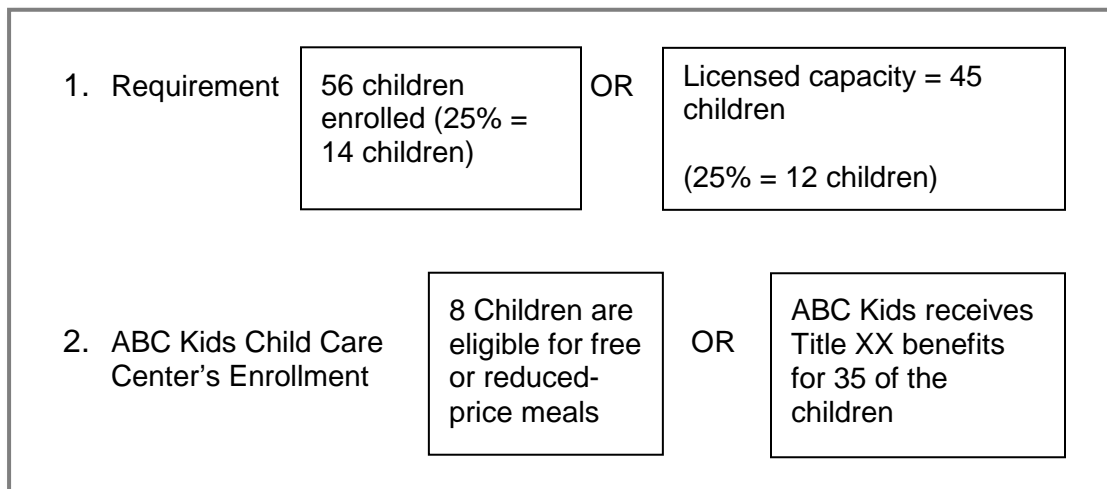 1. Requirement
56 children
enrolled (25% =
14 children)
OR
Licensed capacity = 45
children
(25% = 12 children)
2. ABC Kids Child Care
Center’s Enrollment
8 Children are
eligible for free
or reduced-
price meals
OR
ABC Kids receives
Title XX benefits
for 35 of the
children